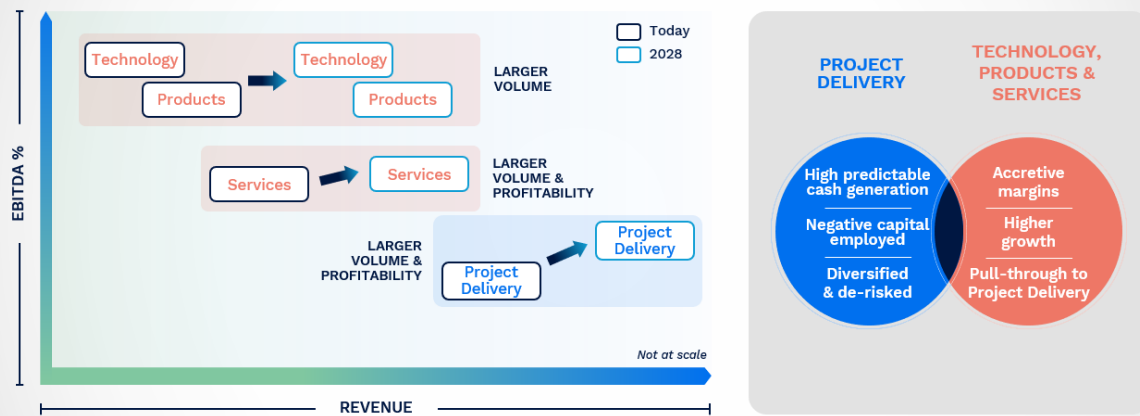 Today
2028
Technology
Products
Technology
Products
LARGER
VOLUME
Services
Services
LARGER
VOLUME &
PROFITABILITY
LARGER
VOLUME &
PROFITABILITY
Project
Delivery
Project
Delivery
Not at scale
EBITDA %
REVENUE
PROJECT
DELIVERY
TECHNOLOGY,
PRODUCTS &
SERVICES
High predictable
cash generation
Negative capital
employed
Diversified
& de-risked
Accretive
margins
Higher
growth
Pull-through to
Project Delivery